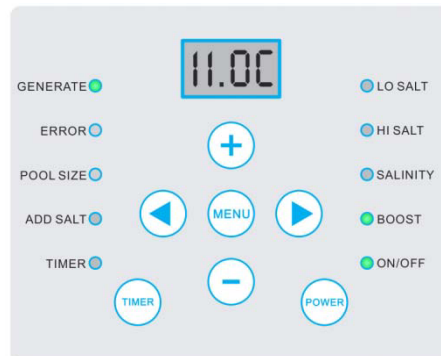 11.0C
GENERATE
LO SALT
ERROR
+
HI SALT
POOL SIZE
SALINITY
ADD SALT
MENU
BOOST
TIMER
−
ON/OFF
TIMER
POWER